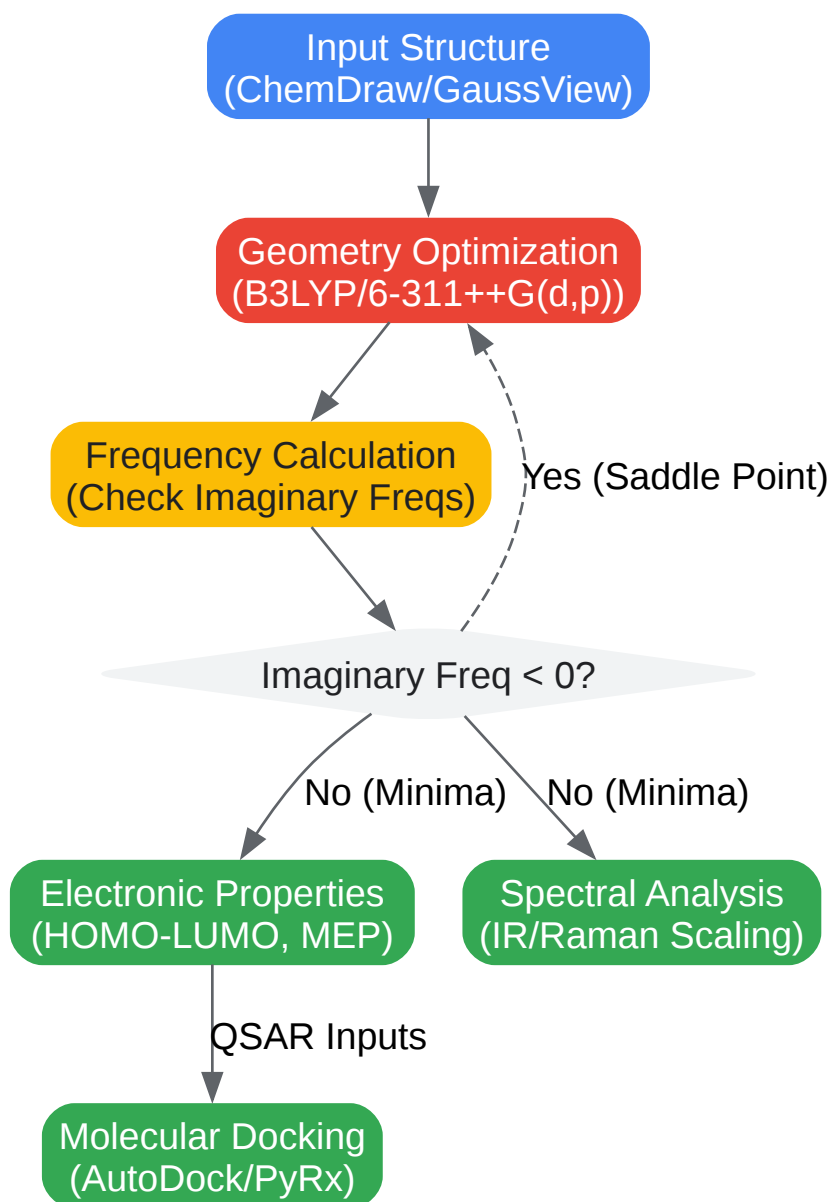 Input Structure
(ChemDraw/GaussView)
Geometry Optimization
(B3LYP/6-311++G(d,p))
Frequency Calculation
(Check Imaginary Freqs)
Yes (Saddle Point)
Imaginary Freq < 0?
No (Minima)
No (Minima)
Electronic Properties
(HOMO-LUMO, MEP)
Spectral Analysis
(IR/Raman Scaling)
QSAR Inputs
Molecular Docking
(AutoDock/PyRx)